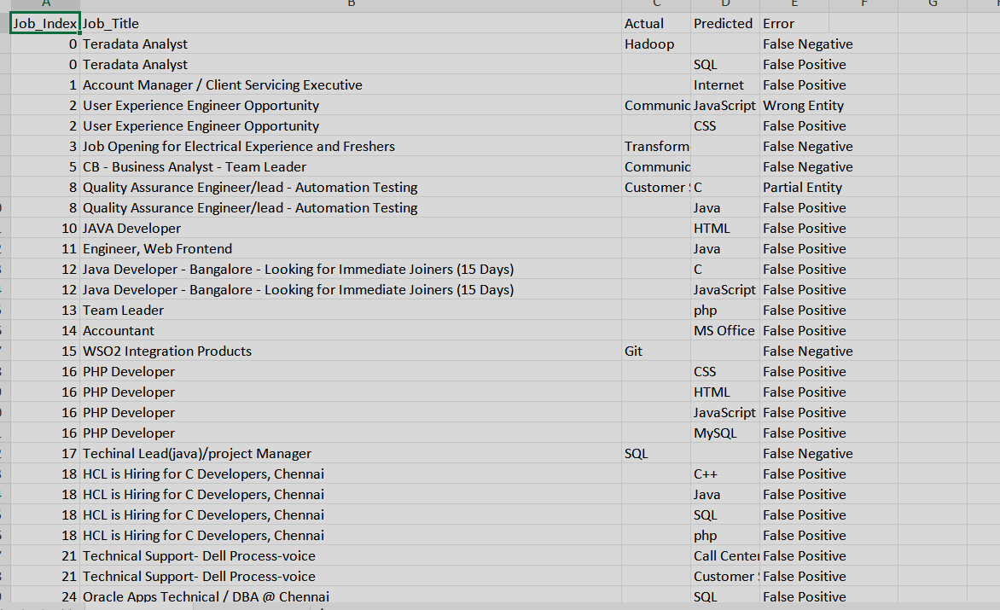 A B C D E F G
Job_Index Job_Title Actual Predicted Error
0 Teradata Analyst Hadoop False Negative
0 Teradata Analyst SQL False Positive
1 Account Manager / Client Servicing Executive Internet False Positive
2 User Experience Engineer Opportunity Communic JavaScript Wrong Entity
2 User Experience Engineer Opportunity CSS False Positive
3 Job Opening for Electrical Experience and Freshers Transform False Negative
5 CB - Business Analyst - Team Leader Communic False Negative
8 Quality Assurance Engineer/lead - Automation Testing Customer C Partial Entity
8 Quality Assurance Engineer/lead - Automation Testing Java False Positive
10 JAVA Developer HTML False Positive
11 Engineer, Web Frontend Java False Positive
12 Java Developer - Bangalore - Looking for Immediate Joiners (15 Days) C False Positive
12 Java Developer - Bangalore - Looking for Immediate Joiners (15 Days) JavaScript False Positive
13 Team Leader php False Positive
14 Accountant MS Office False Positive
15 WSO2 Integration Products Git False Negative
16 PHP Developer CSS False Positive
16 PHP Developer HTML False Positive
16 PHP Developer JavaScript False Positive
16 PHP Developer MySQL False Positive
17 Techinal Lead(java)/project Manager SQL False Negative
18 HCL is Hiring for C Developers, Chennai C++ False Positive
18 HCL is Hiring for C Developers, Chennai Java False Positive
18 HCL is Hiring for C Developers, Chennai SQL False Positive
18 HCL is Hiring for C Developers, Chennai php False Positive
21 Technical Support- Dell Process-voice Call Center False Positive
21 Technical Support- Dell Process-voice Customer False Positive
24 Oracle Apps Technical / DBA @ Chennai SQL False Positive